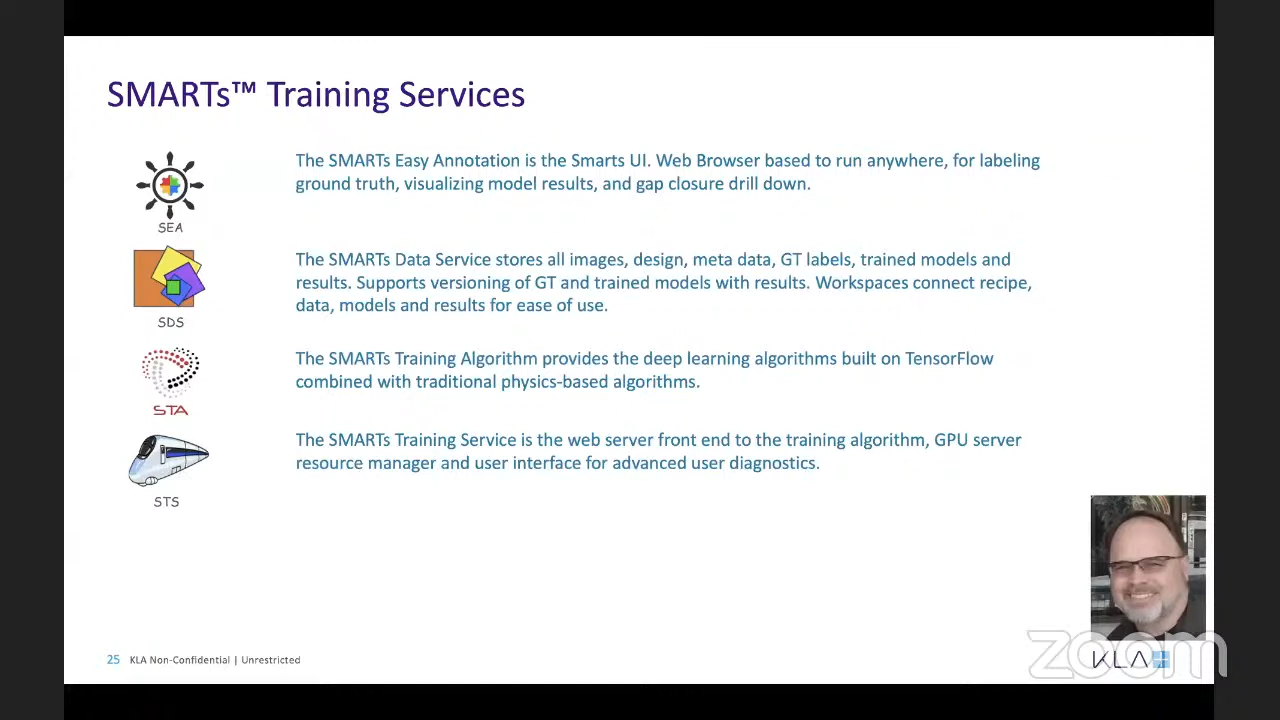 SMARTs™ Training Services
The SMARTs Easy Annotation is the Smarts UI. Web Browser based to run anywhere, for labeling
ground truth, visualizing model results, and gap closure drill down.
SEA
The SMARTs Data Service stores all images, design, meta data, GT labels, trained models and
results. Supports versioning of GT and trained models with results. Workspaces connect recipe,
data, models and results for ease of use.
SDS
The SMARTs Training Algorithm provides the deep learning algorithms built on TensorFlow
combined with traditional physics-based algorithms.
STA
The SMARTs Training Service is the web server front end to the training algorithm, GPU server
resource manager and user interface for advanced user diagnostics.
STS
25 KLA Non-Confidential | Unrestricted
KLA
zoom